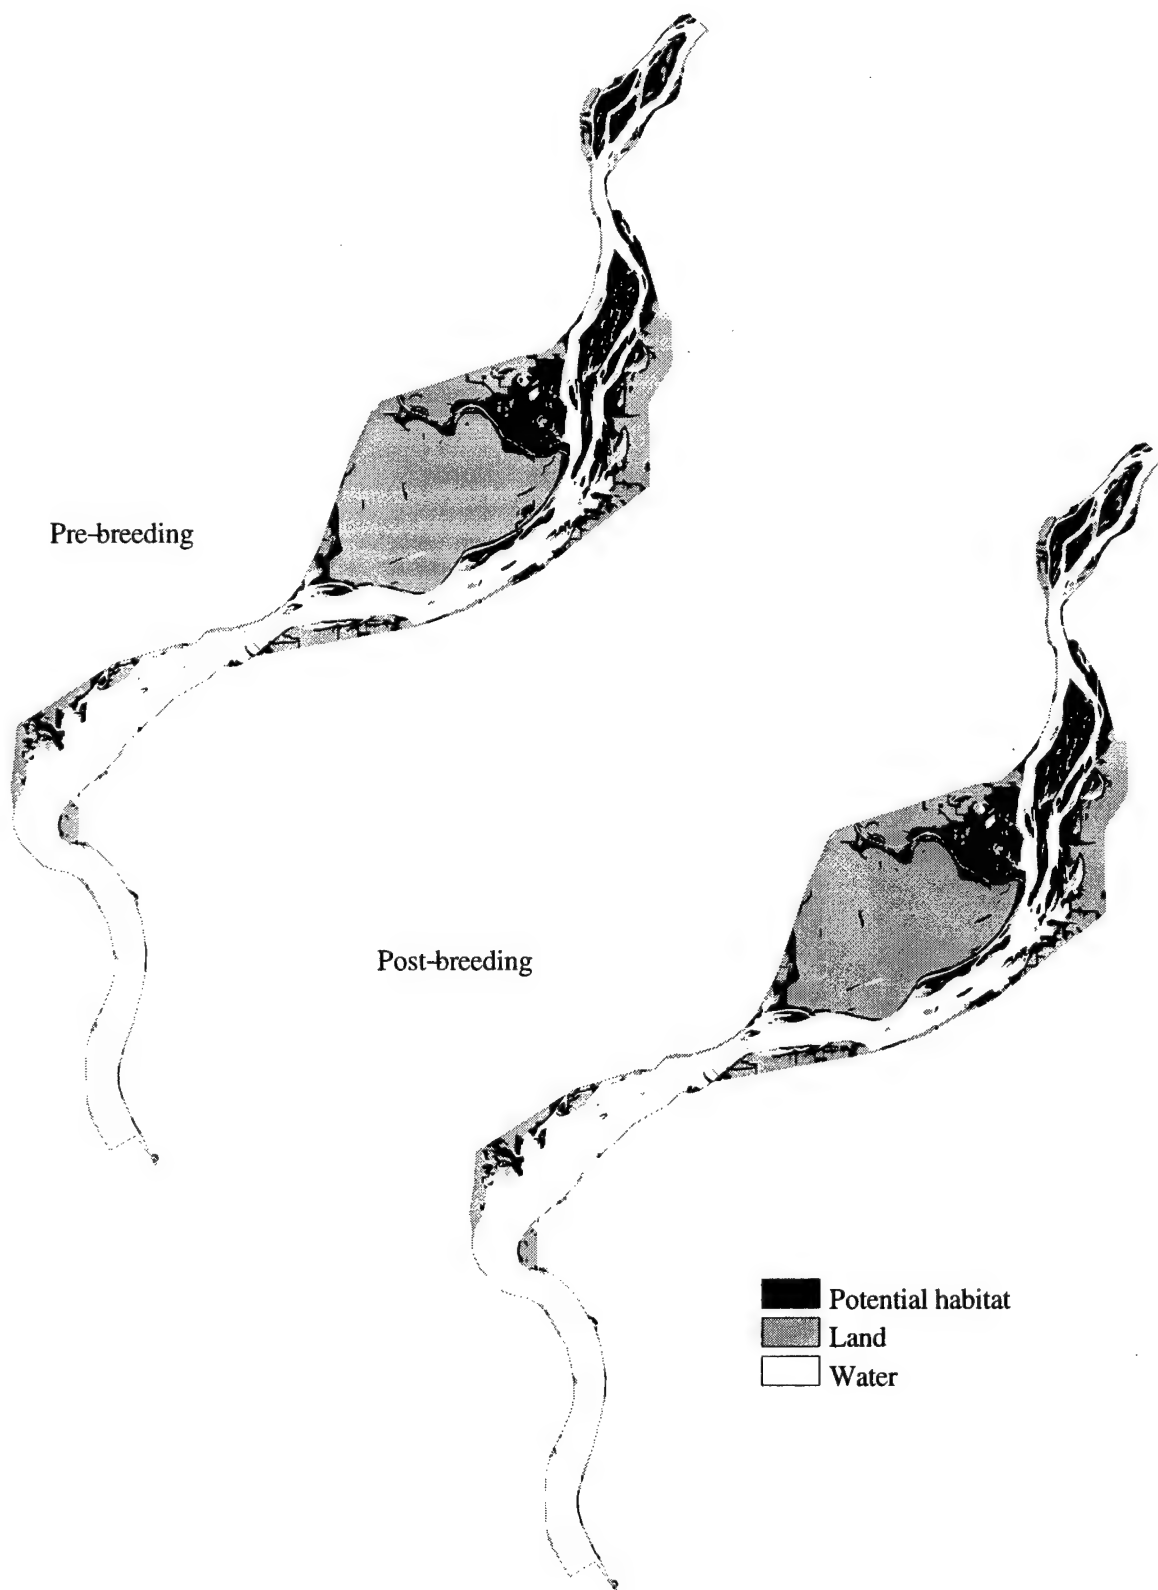 Pre-breeding
Post-breeding
Potential habitat
Land
Water